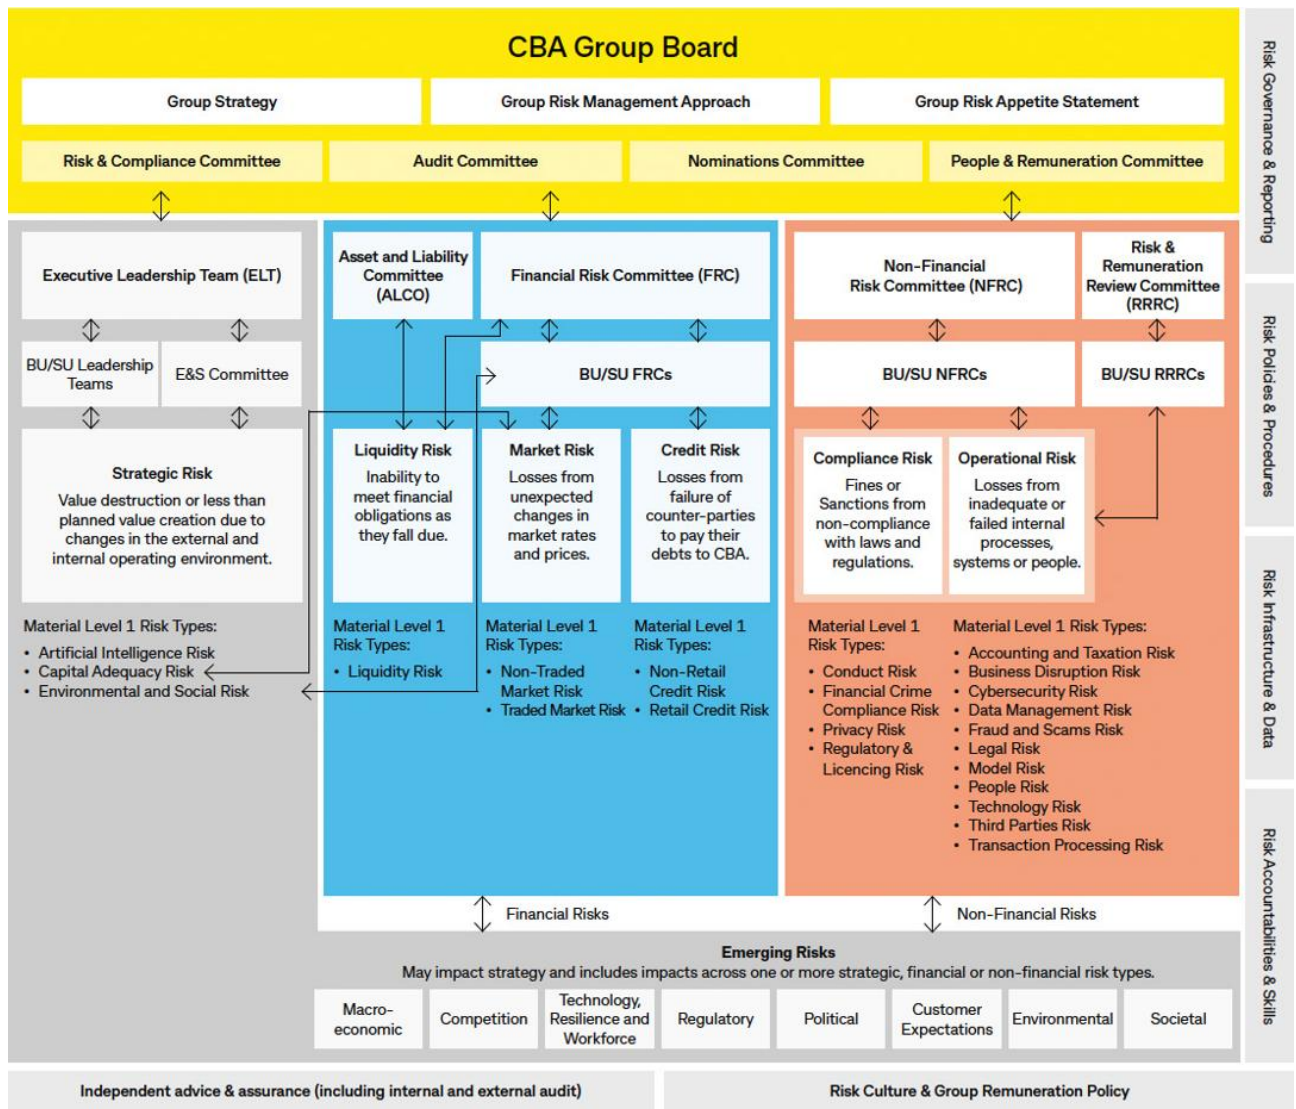 CBA Group Board
Group Strategy
Group Risk Management Approach
Group Risk Appetite Statement
Risk & Compliance Committee
Audit Committee
Nominations Committee
People & Remuneration Committee
Executive Leadership Team (ELT)
BU/SU Leadership
Teams
E&S Committee
Strategic Risk
Value destruction or less than
planned value creation due to
changes in the external and
internal operating environment.
Material Level 1 Risk Types:
• Artificial Intelligence Risk
• Capital Adequacy Risk
• Environmental and Social Risk
Asset and Liability
Committee
(ALCO)
Financial Risk Committee (FRC)
BU/SU FRCs
Liquidity Risk
Inability to
meet financial
obligations as
they fall due.
Market Risk
Losses from
unexpected
changes in
market rates
and prices.
Credit Risk
Losses from
failure of
counter-parties
to pay their
debts to CBA.
Material Level 1
Risk Types:
• Liquidity Risk
Material Level 1
Risk Types:
• Non-Traded
Market Risk
• Traded Market Risk
Material Level 1
Risk Types:
• Non-Retail
Credit Risk
• Retail Credit Risk
Non-Financial
Risk Committee (NFRC)
Risk &
Remuneration
Review Committee
(RRRC)
BU/SU NFRCs
BU/SU RRRCs
Compliance Risk
Fines or
Sanctions from
non-compliance
with laws and
regulations.
Operational Risk
Losses from
inadequate or
failed internal
processes,
systems or people.
Material Level 1
Risk Types:
• Conduct Risk
• Financial Crime
Compliance Risk
• Privacy Risk
• Regulatory &
Licencing Risk
Material Level 1 Risk Types:
• Accounting and Taxation Risk
• Business Disruption Risk
• Cybersecurity Risk
• Data Management Risk
• Fraud and Scams Risk
• Legal Risk
• Model Risk
• People Risk
• Technology Risk
• Third Parties Risk
• Transaction Processing Risk
Financial Risks
Non-Financial Risks
Emerging Risks
May impact strategy and includes impacts across one or more strategic, financial or non-financial risk types.
Macro-
economic
Competition
Technology,
Resilience and
Workforce
Regulatory
Political
Customer
Expectations
Environmental
Societal
Independent advice & assurance (including internal and external audit)
Risk Culture & Group Remuneration Policy
Risk Governance & Reporting
Risk Policies & Procedures
Risk Infrastructure & Data
Risk Accountabilities & Skills